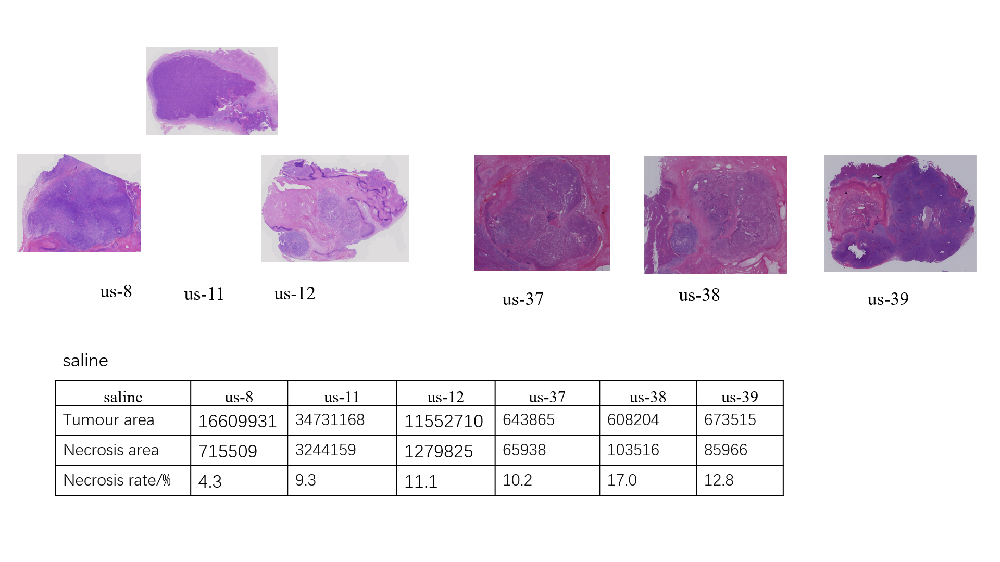 us-8 us-11 us-12 us-37 us-38 us-39
saline
saline us-8 us-11 us-12 us-37 us-38 us-39
Tumour area 16609931 34731168 11552710 643865 608204 673515
Necrosis area 715509 3244159 1279825 65938 103516 85966
Necrosis rate/% 4.3 9.3 11.1 10.2 17.0 12.8